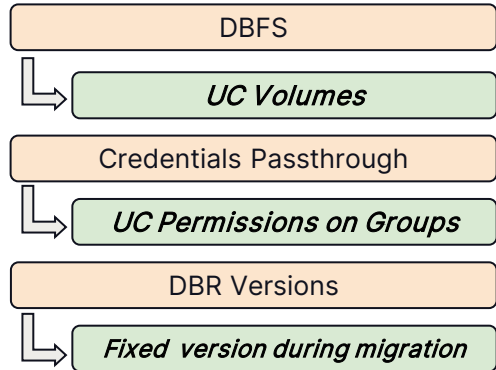 DBFS
UC Volumes
Credentials Passthrough
UC Permissions on Groups
DBR Versions
Fixed version during migration